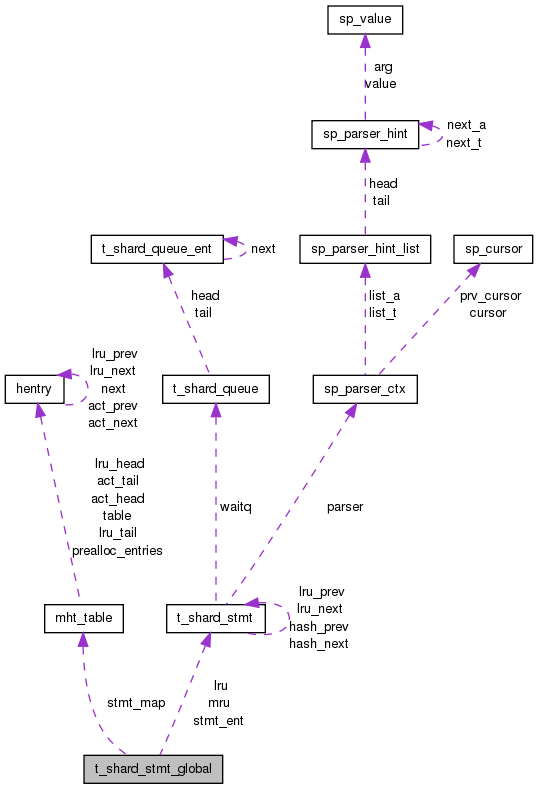 sp_value
arg
value
sp_parser_hint
next_a
next_t
head
tail
t_shard_queue_ent
next
sp_parser_hint_list
sp_cursor
head
tail
list_a
list_t
prv_cursor
cursor
lru_prev
lru_next
next
act_prev
act_next
hentry
t_shard_queue
sp_parser_ctx
lru_head
act_tail
act_head
table
lru_tail
prealloc_entries
waitq
parser
mht_table
t_shard_stmt
lru_prev
lru_next
hash_prev
hash_next
stmt_map
lru
mru
stmt_ent
t_shard_stmt_global